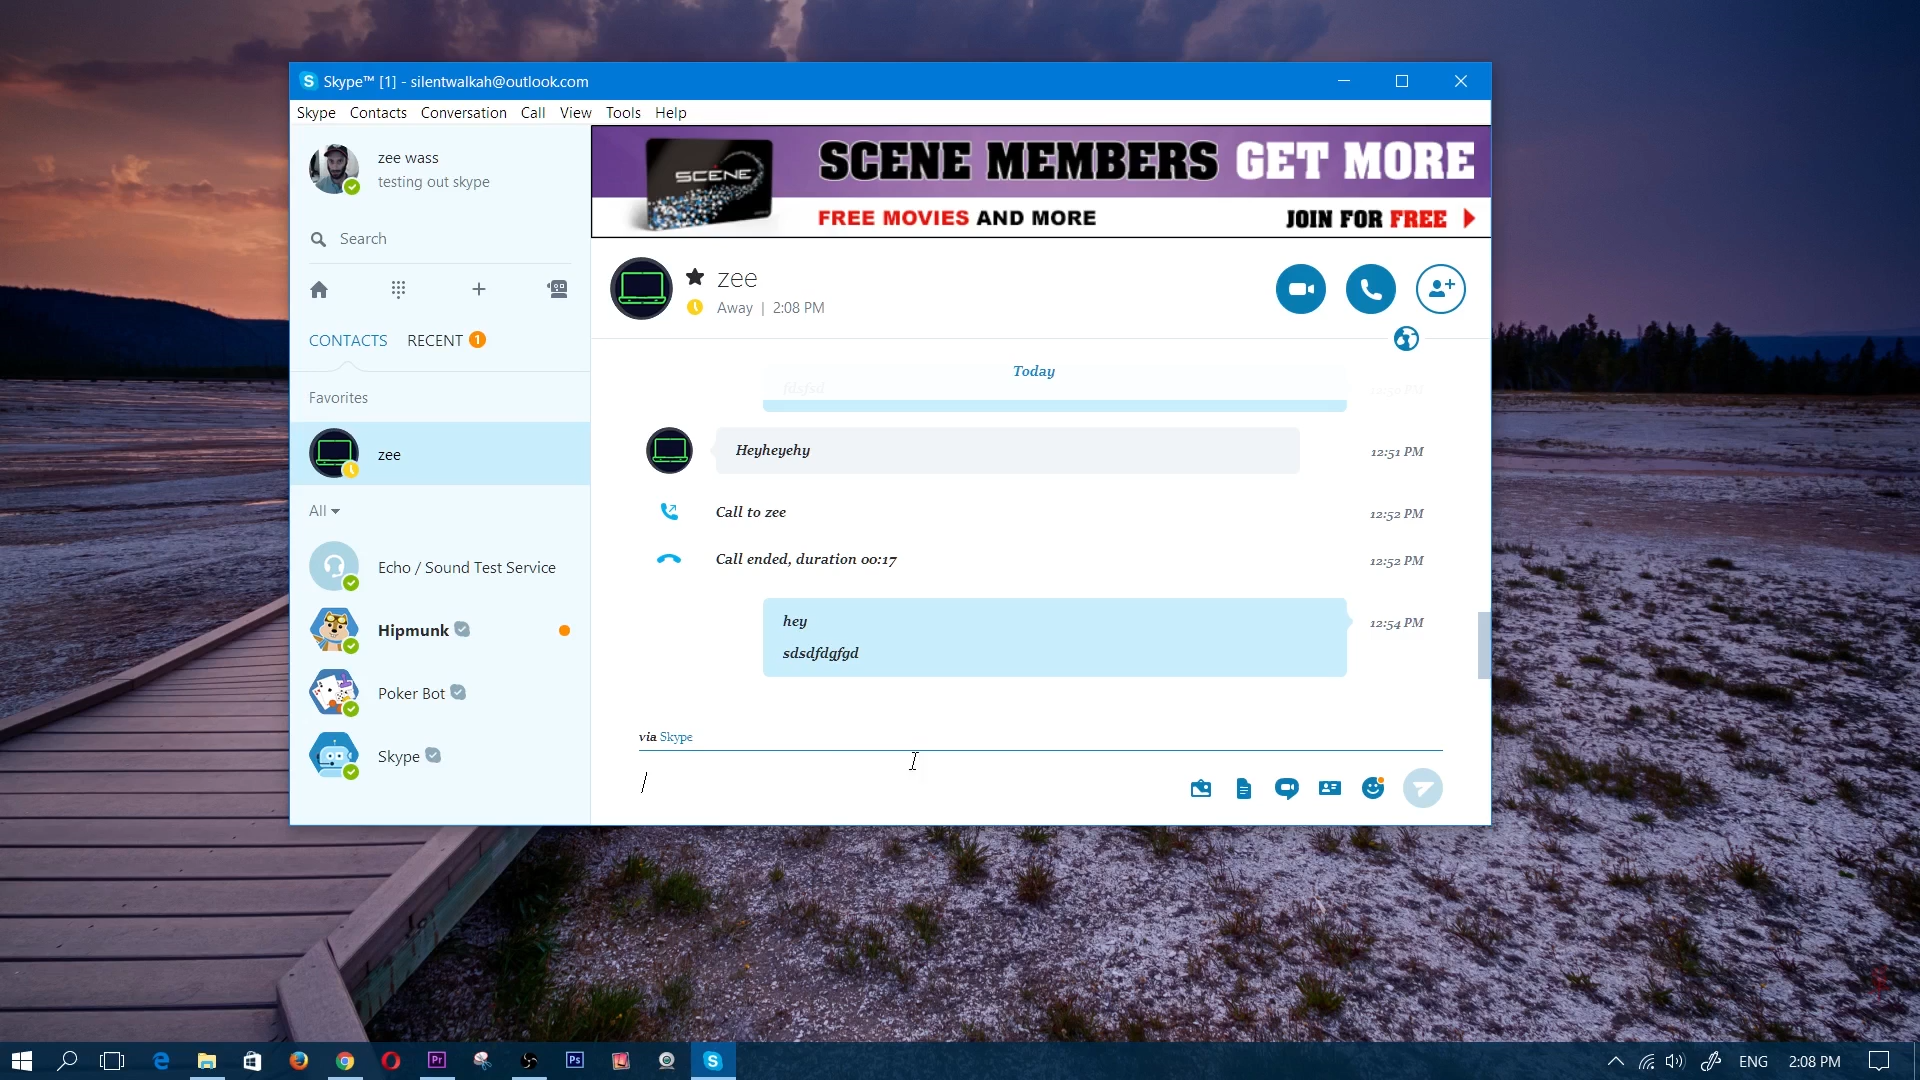 Skype™ [1] - silentwalkah@outlook.com
Skype Contacts Conversation Call View Tools Help
zee wass
testing out skype
Search
CONTACTS RECENT 1
Favorites
zee
All
Echo / Sound Test Service
Hipmunk
Poker Bot
Skype
SCENE
SCENE MEMBERS GET MORE
FREE MOVIES AND MORE JOIN FOR FREE
zee
Away | 2:08 PM
Today
fdsfsd
Heyheyehy 12:51 PM
Call to zee 12:52 PM
Call ended, duration 00:17 12:52 PM
hey 12:54 PM
sdsdfdgfgd
via Skype
Pr Ps ENG 2:08 PM